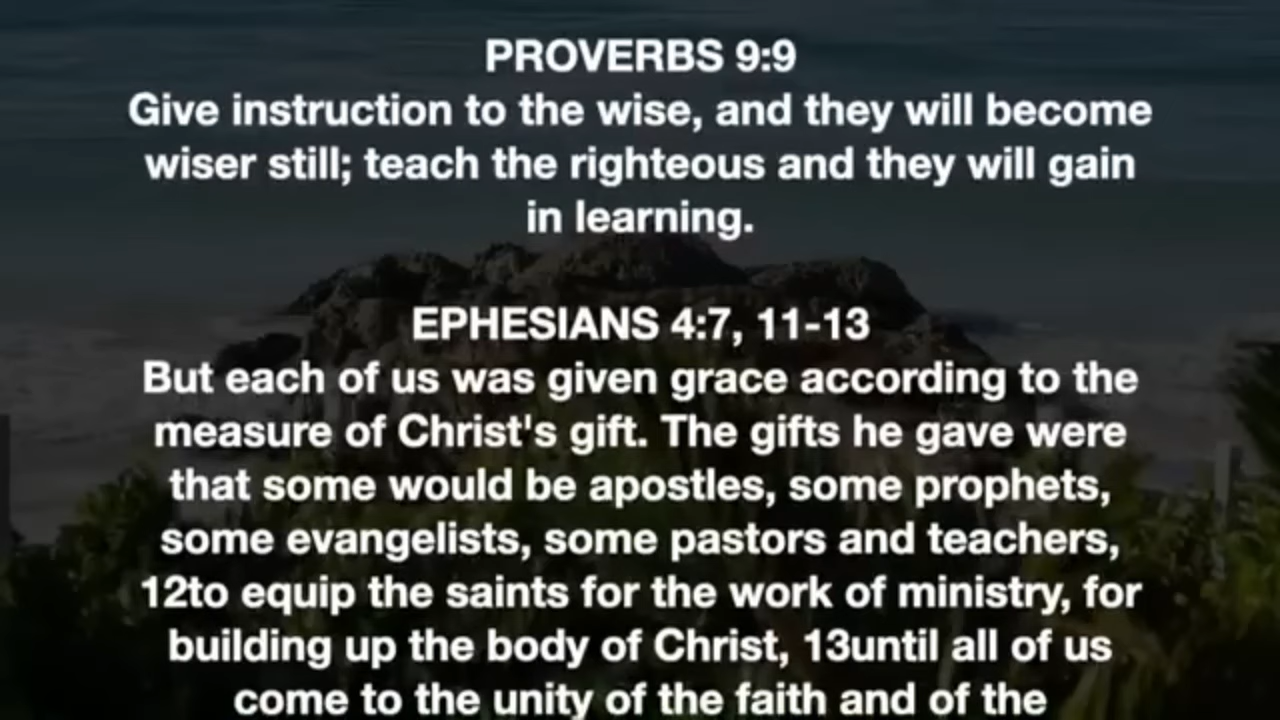 PROVERBS 9:9
Give instruction to the wise, and they will become
wiser still; teach the righteous and they will gain
in learning.
EPHESIANS 4:7, 11-13
But each of us was given grace according to the
measure of Christ's gift. The gifts he gave were
that some would be apostles, some prophets,
some evangelists, some pastors and teachers,
12to equip the saints for the work of ministry, for
building up the body of Christ, 13until all of us
come to the unity of the faith and of the